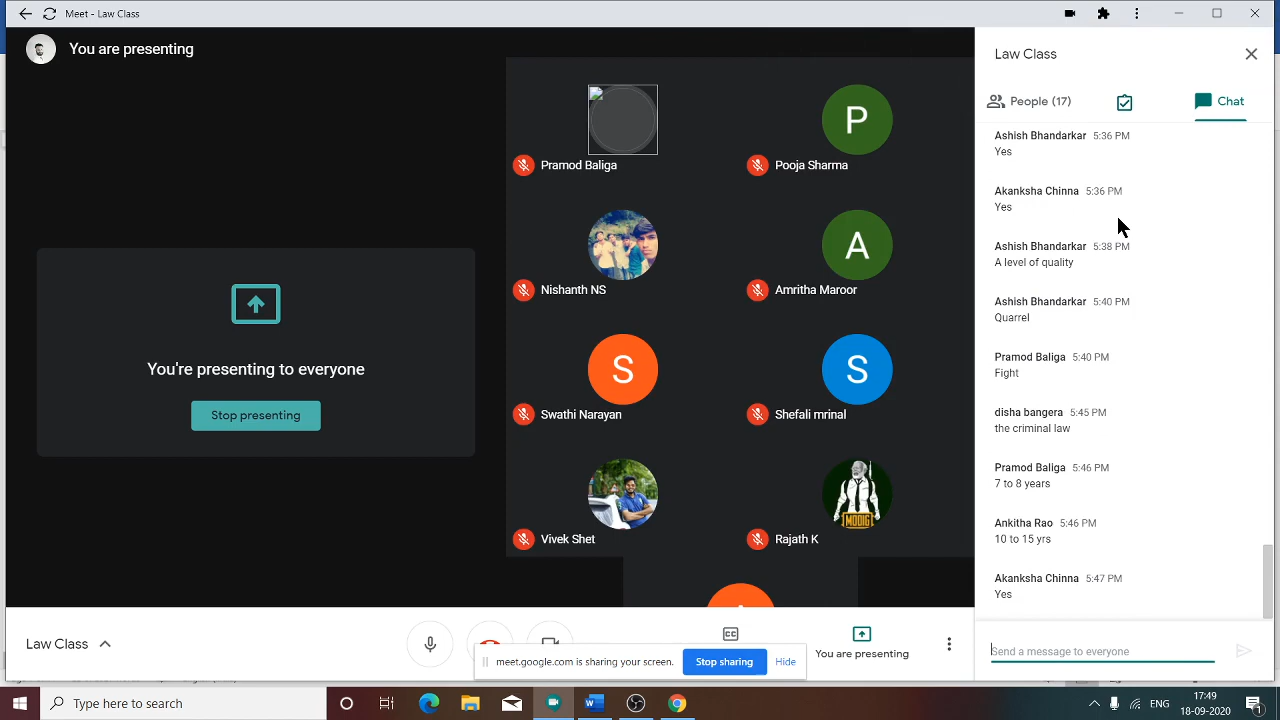 Meet - Law Class
You are presenting
You're presenting to everyone
Stop presenting
Pramod Baliga
P
Pooja Sharma
Nishanth NS
A
Amritha Maroor
S
Swathi Narayan
S
Shefali mrinal
Vivek Shet
MODIG
Rajath K
Law Class
People (17)
Chat
Ashish Bhandarkar 5:36 PM
Yes
Akanksha Chinna 5:36 PM
Yes
Ashish Bhandarkar 5:38 PM
A level of quality
Ashish Bhandarkar 5:40 PM
Quarrel
Pramod Baliga 5:40 PM
Fight
disha bangera 5:45 PM
the criminal law
Pramod Baliga 5:46 PM
7 to 8 years
Ankitha Rao 5:46 PM
10 to 15 yrs
Akanksha Chinna 5:47 PM
Yes
Send a message to everyone
Law Class
CC
You are presenting
meet.google.com is sharing your screen.
Stop sharing
Hide
Type here to search
ENG
17:49
18-09-2020